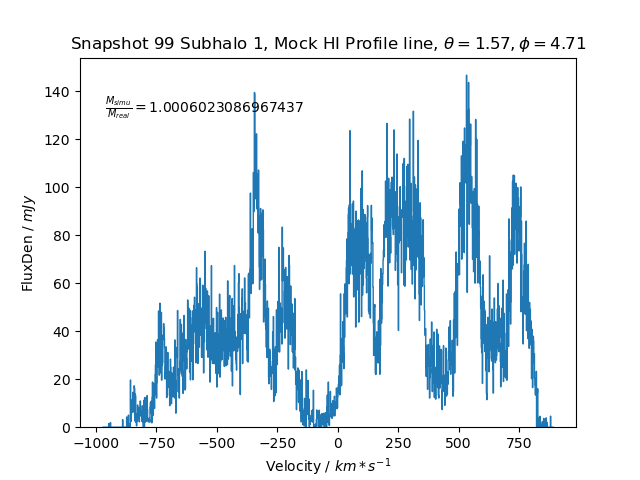 Snapshot 99 Subhalo 1, Mock HI Profile line, θ = 1.57, ϕ = 4.71
M_simu/M_real = 1.0006023086967437
FluxDen / mJy
140
120
100
80
60
40
20
0
−1000 −750 −500 −250 0 250 500 750
Velocity / km * s^−1